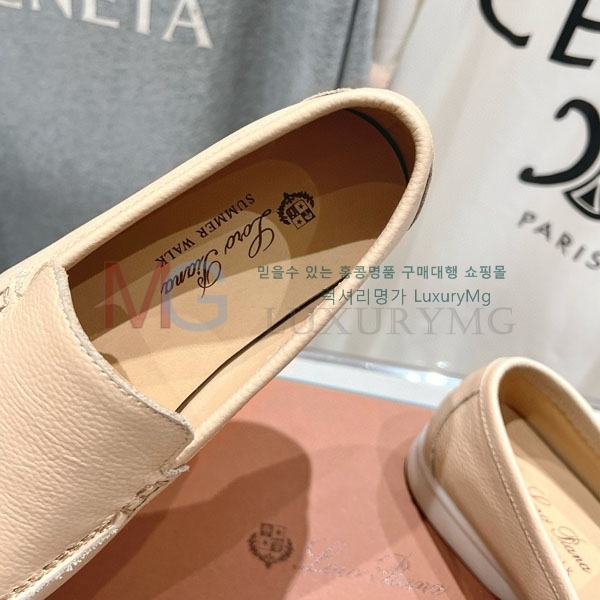 ENETA
CE
PARIS
Loro Piana
SUMMER WALK
믿을수 있는 홍콩명품 구매대행 쇼핑몰
럭셔리명가 LuxuryMg
MG LUXURYMG
Loro Piana
Loro Piana